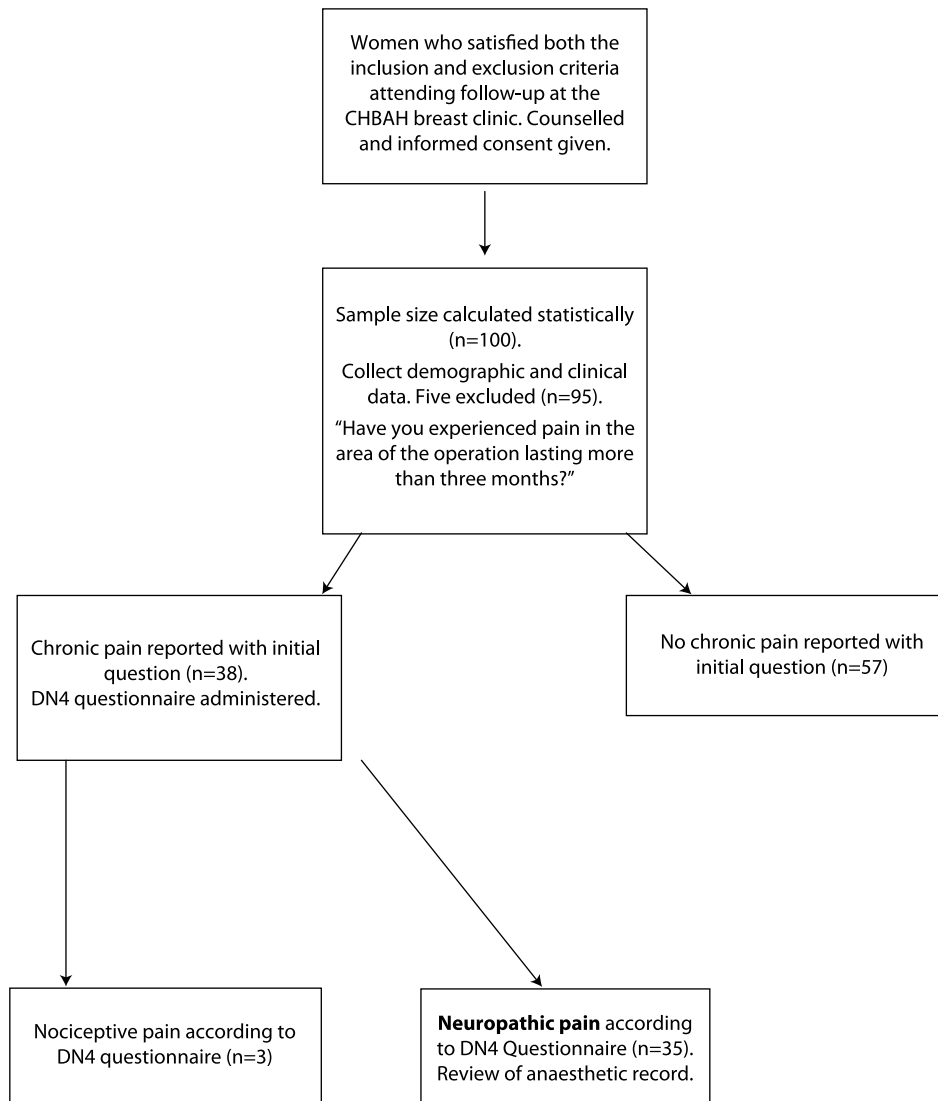 Women who satisfied both the
inclusion and exclusion criteria
attending follow-up at the
CHBAH breast clinic. Counselled
and informed consent given.
Sample size calculated statistically
(n=100).
Collect demographic and clinical
data. Five excluded (n=95).
“Have you experienced pain in the
area of the operation lasting more
than three months?”
Chronic pain reported with initial
question (n=38).
DN4 questionnaire administered.
No chronic pain reported with
initial question (n=57)
Nociceptive pain according to
DN4 questionnaire (n=3)
Neuropathic pain according
to DN4 Questionnaire (n=35).
Review of anaesthetic record.